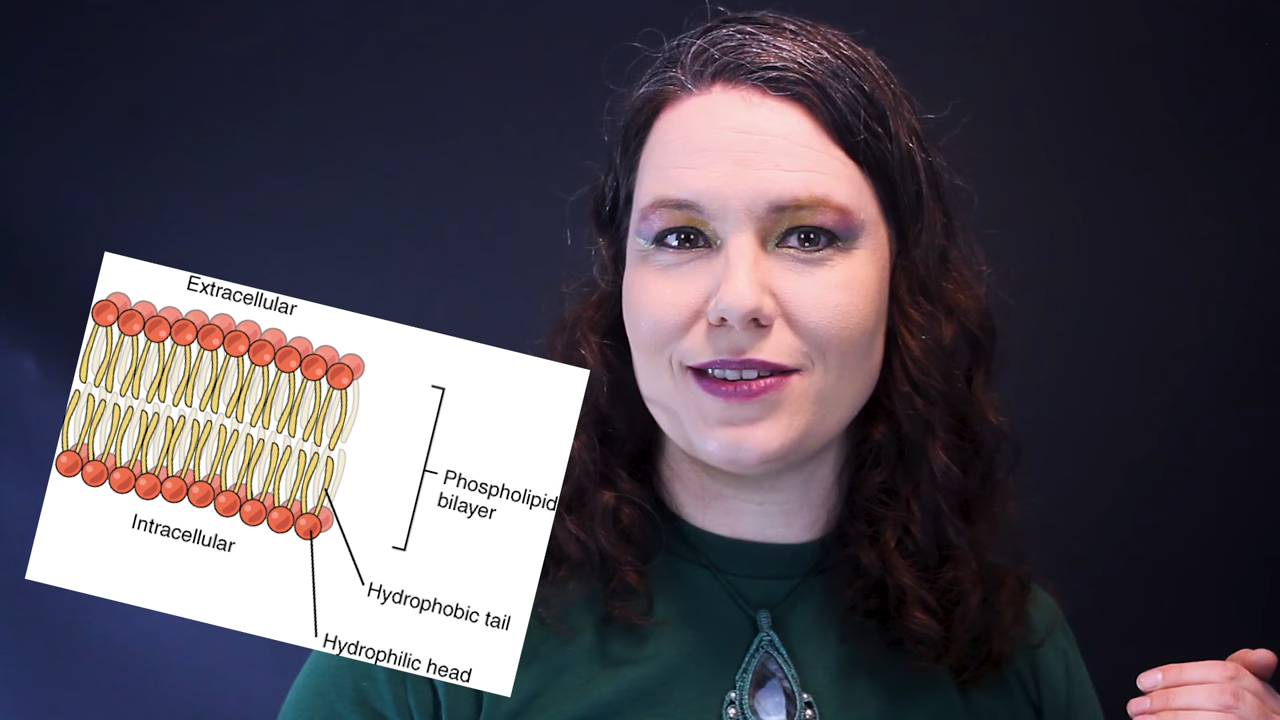 Extracellular
Phospholipid
bilayer
Intracellular
Hydrophobic tail
Hydrophilic head